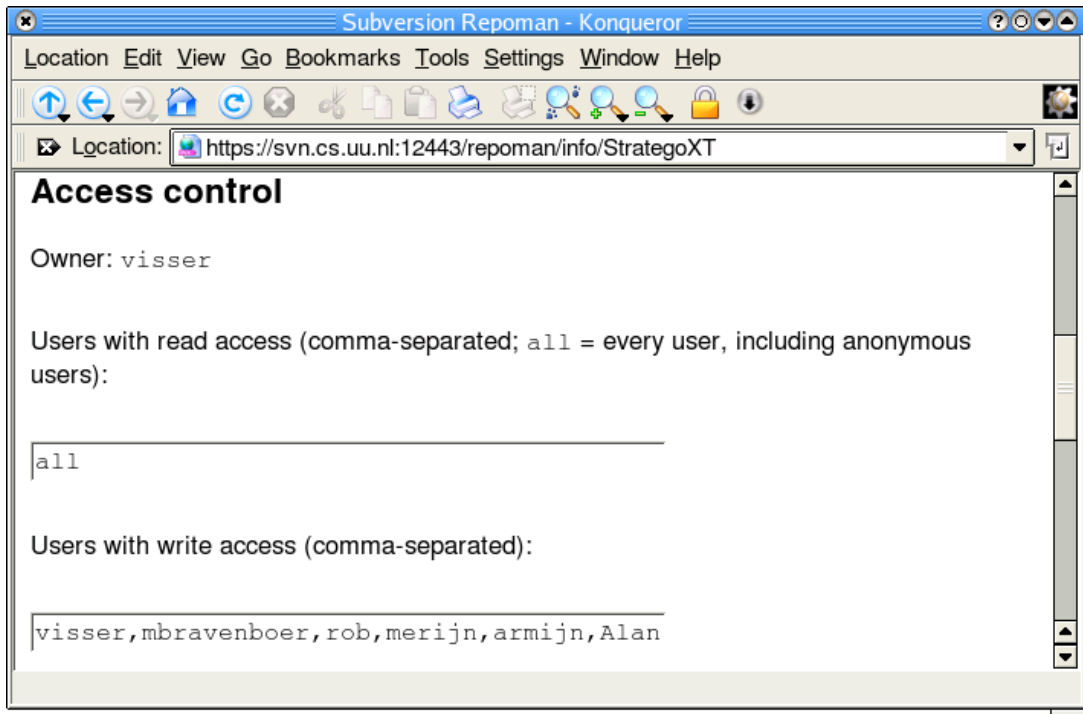 Subversion Repoman - Konqueror
Location Edit View Go Bookmarks Tools Settings Window Help
Location: https://svn.cs.uu.nl:12443/repoman/info/StrategoXT
Access control
Owner: visser
Users with read access (comma-separated; all = every user, including anonymous
users):
all
Users with write access (comma-separated):
visser,mbravenboer,rob,merijn,armijn,Alan